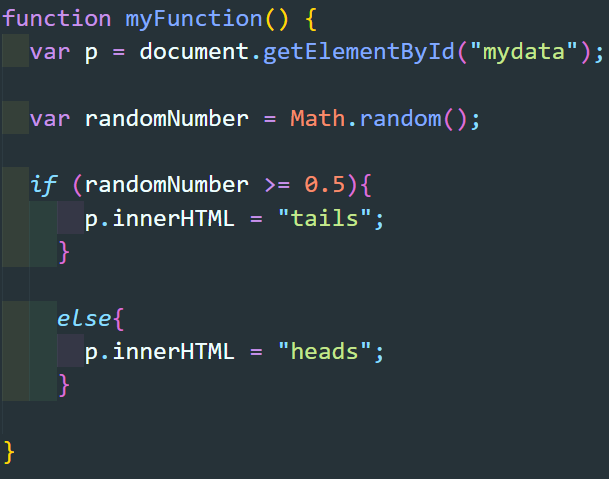 function myFunction() {
  var p = document.getElementById("mydata");
  var randomNumber = Math.random();
  if (randomNumber >= 0.5){
      p.innerHTML = "tails";
    }
    else{
      p.innerHTML = "heads";
    }
}